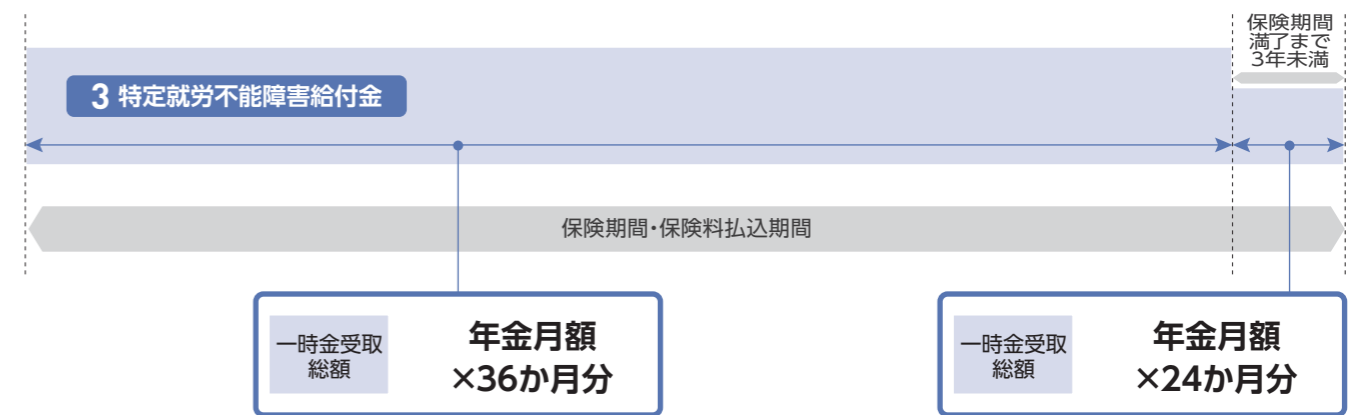 保険期間
満了まで
3年未満
3 特定就労不能障害給付金
保険期間・保険料払込期間
一時金受取
総額
年金月額
×36か月分
一時金受取
総額
年金月額
×24か月分